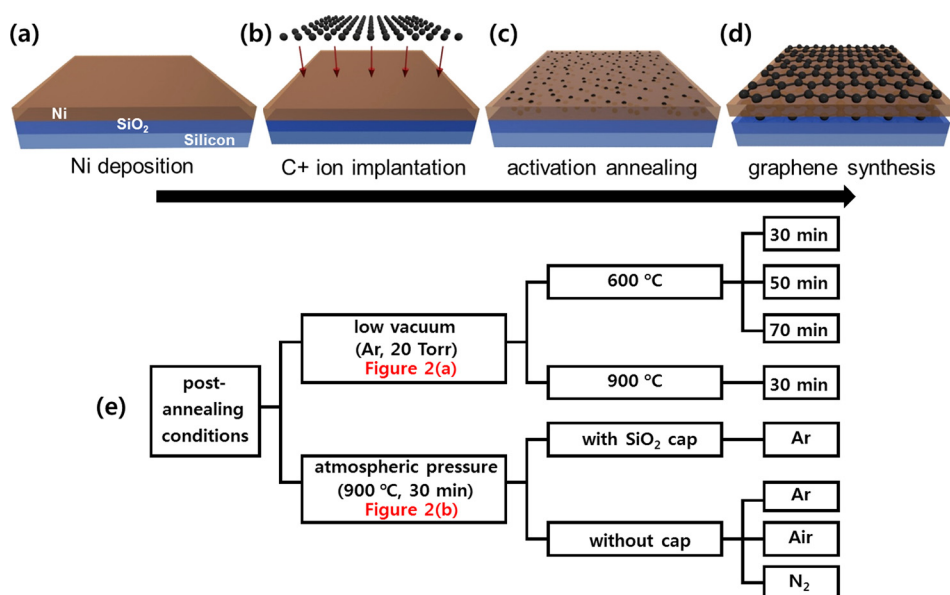 (a)
(b)
(c)
(d)
Ni
SiO₂
Silicon
Ni deposition
C+ ion implantation
activation annealing
graphene synthesis
(e)
post-
annealing
conditions
low vacuum
(Ar, 20 Torr)
Figure 2(a)
600 ℃
30 min
50 min
70 min
900 ℃
30 min
atmospheric pressure
(900 ℃, 30 min)
Figure 2(b)
with SiO₂ cap
Ar
without cap
Ar
Air
N₂